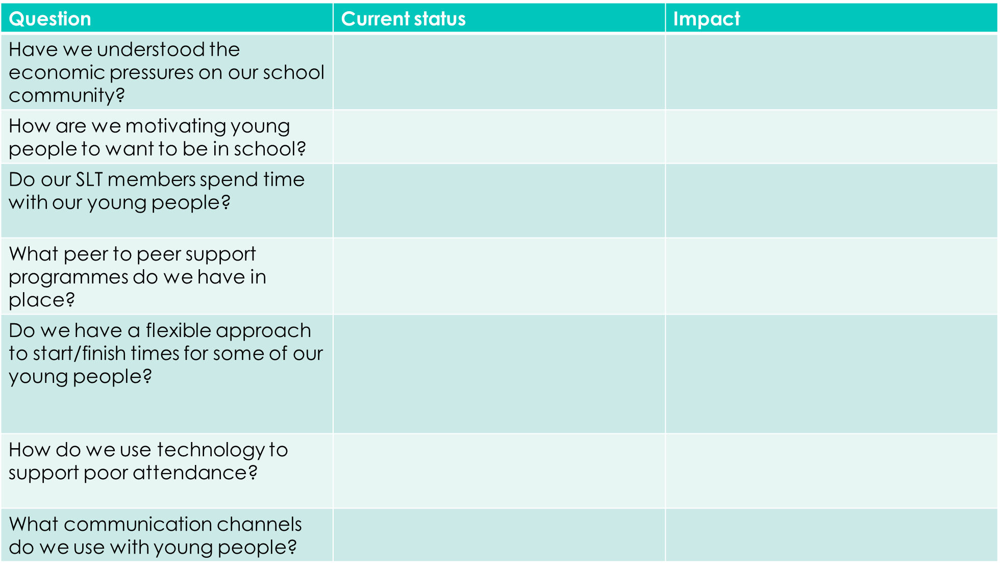 Question Current status Impact
Have we understood the
economic pressures on our school
community?
How are we motivating young
people to want to be in school?
Do our SLT members spend time
with our young people?
What peer to peer support
programmes do we have in
place?
Do we have a flexible approach
to start/finish times for some of our
young people?
How do we use technology to
support poor attendance?
What communication channels
do we use with young people?